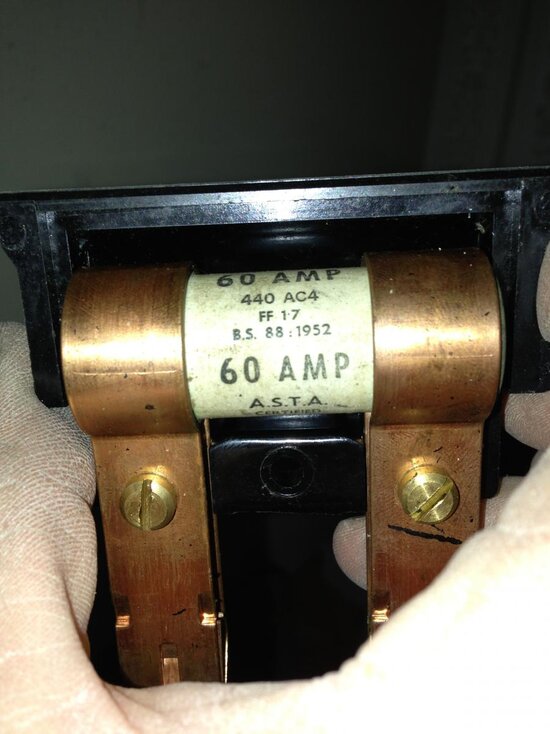 60 AMP
440 AC4
FF 1·7
B.S. 88 : 1952
60 AMP
A.S.T.A.
CERTIFIED